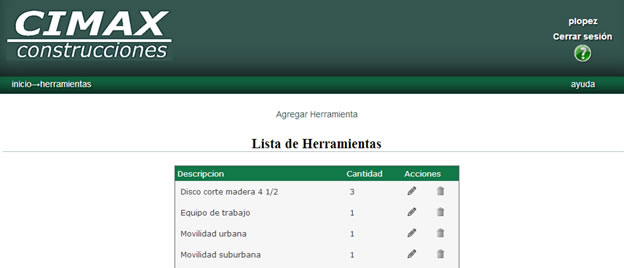 CIMAX
construcciones
plopez
Cerrar sesión
?
inicio→herramientas
ayuda
Agregar Herramienta
Lista de Herramientas
Descripcion Cantidad Acciones
Disco corte madera 4 1/2 3
Equipo de trabajo 1
Movilidad urbana 1
Movilidad suburbana 1